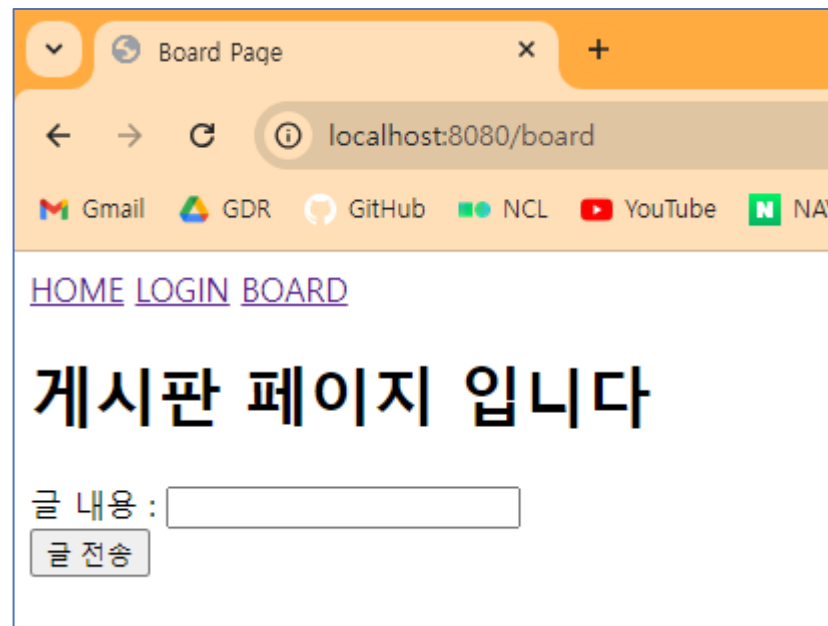 Board Page
localhost:8080/board
Gmail GDR GitHub NCL YouTube N
HOME LOGIN BOARD
게시판 페이지 입니다
글 내용 :
글 전송